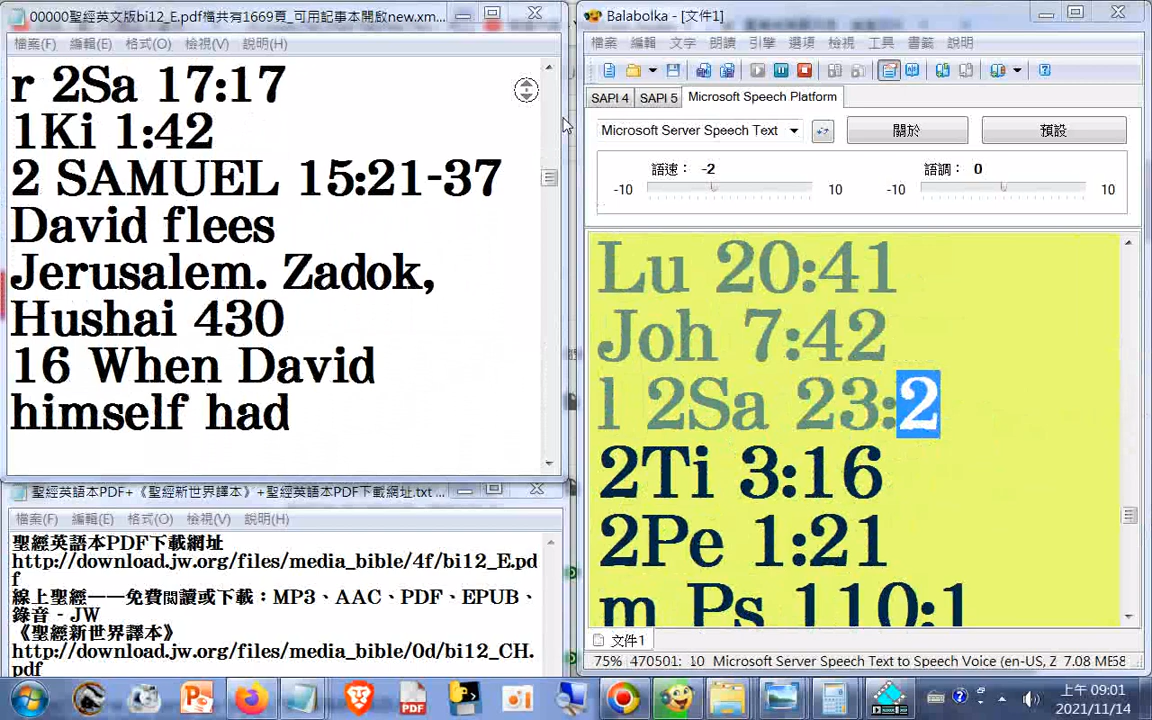 00000聖經英文版bi12_E.pdf檔共有1669頁_可用記事本開啟new.xm...
檔案(F) 編輯(E) 格式(O) 檢視(V) 說明(H)
r 2Sa 17:17
1Ki 1:42
2 SAMUEL 15:21-37
David flees
Jerusalem. Zadok,
Hushai 430
16 When David
himself had
聖經英語本PDF+《聖經新世界譯本》+聖經英語本PDF下載網址.txt ...
檔案(F) 編輯(E) 格式(O) 檢視(V) 說明(H)
聖經英語本PDF下載網址
http://download.jw.org/files/media_bible/4f/bi12_E.pd
f
線上聖經——免費閱讀或下載：MP3、AAC、PDF、EPUB、
錄音 - JW
《聖經新世界譯本》
http://download.jw.org/files/media_bible/0d/bi12_CH.
pdf
Balabolka - [文件1]
檔案 編輯 文字 朗讀 引擎 選項 檢視 工具 書籤 說明
SAPI 4 SAPI 5 Microsoft Speech Platform
Microsoft Server Speech Text 關於 預設
語速： -2 語調： 0
-10 10 -10 10
Lu 20:41
Joh 7:42
l 2Sa 23:2
2Ti 3:16
2Pe 1:21
m Ps 110:1
文件1
75% 470501: 10 Microsoft Server Speech Text to Speech Voice (en-US, Z 7.08 ME58
上午 09:01
2021/11/14